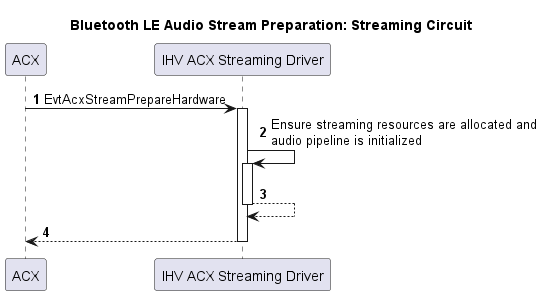 Bluetooth LE Audio Stream Preparation: Streaming Circuit
ACX
IHV ACX Streaming Driver
1 EvtAcxStreamPrepareHardware
2 Ensure streaming resources are allocated and
audio pipeline is initialized
3
4
ACX
IHV ACX Streaming Driver